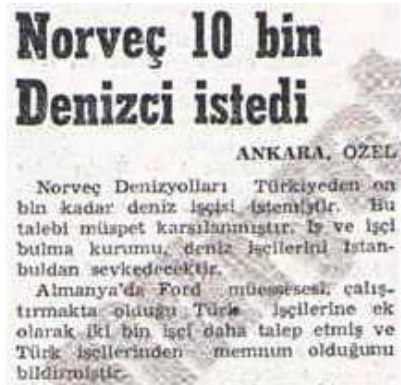 Norveç 10 bin
Denizci istedi
ANKARA, ÖZEL
Norveç Denizyolları Türkiyeden on
bin kadar deniz işçisi istemiştir. Bu
talebi müspet karşılanmıştır. İş ve işçi
bulma kurumu, deniz işçilerini İstan-
buldan sevkedecektir.
Almanya'da Ford müessesesi, çalış-
tırmakta olduğu Türk işçilerine ek
olarak iki bin işçi daha talep etmiş ve
Türk işçilerinden memnun olduğunu
bildirmiştir.